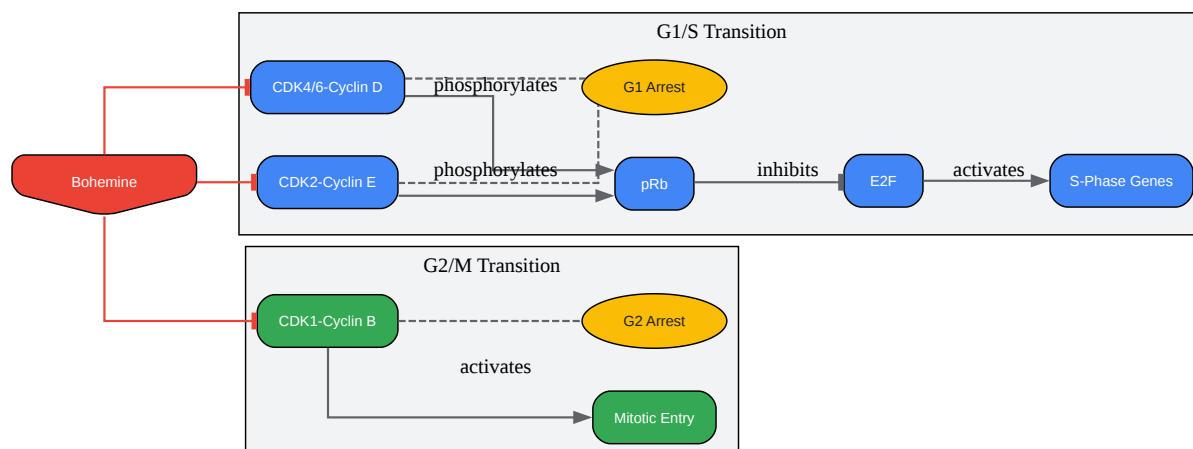 G1/S Transition
CDK4/6-Cyclin D
phosphorylates
G1 Arrest
Bohemine
CDK2-Cyclin E
phosphorylates
pRb
inhibits
E2F
activates
S-Phase Genes
G2/M Transition
CDK1-Cyclin B
G2 Arrest
activates
Mitotic Entry